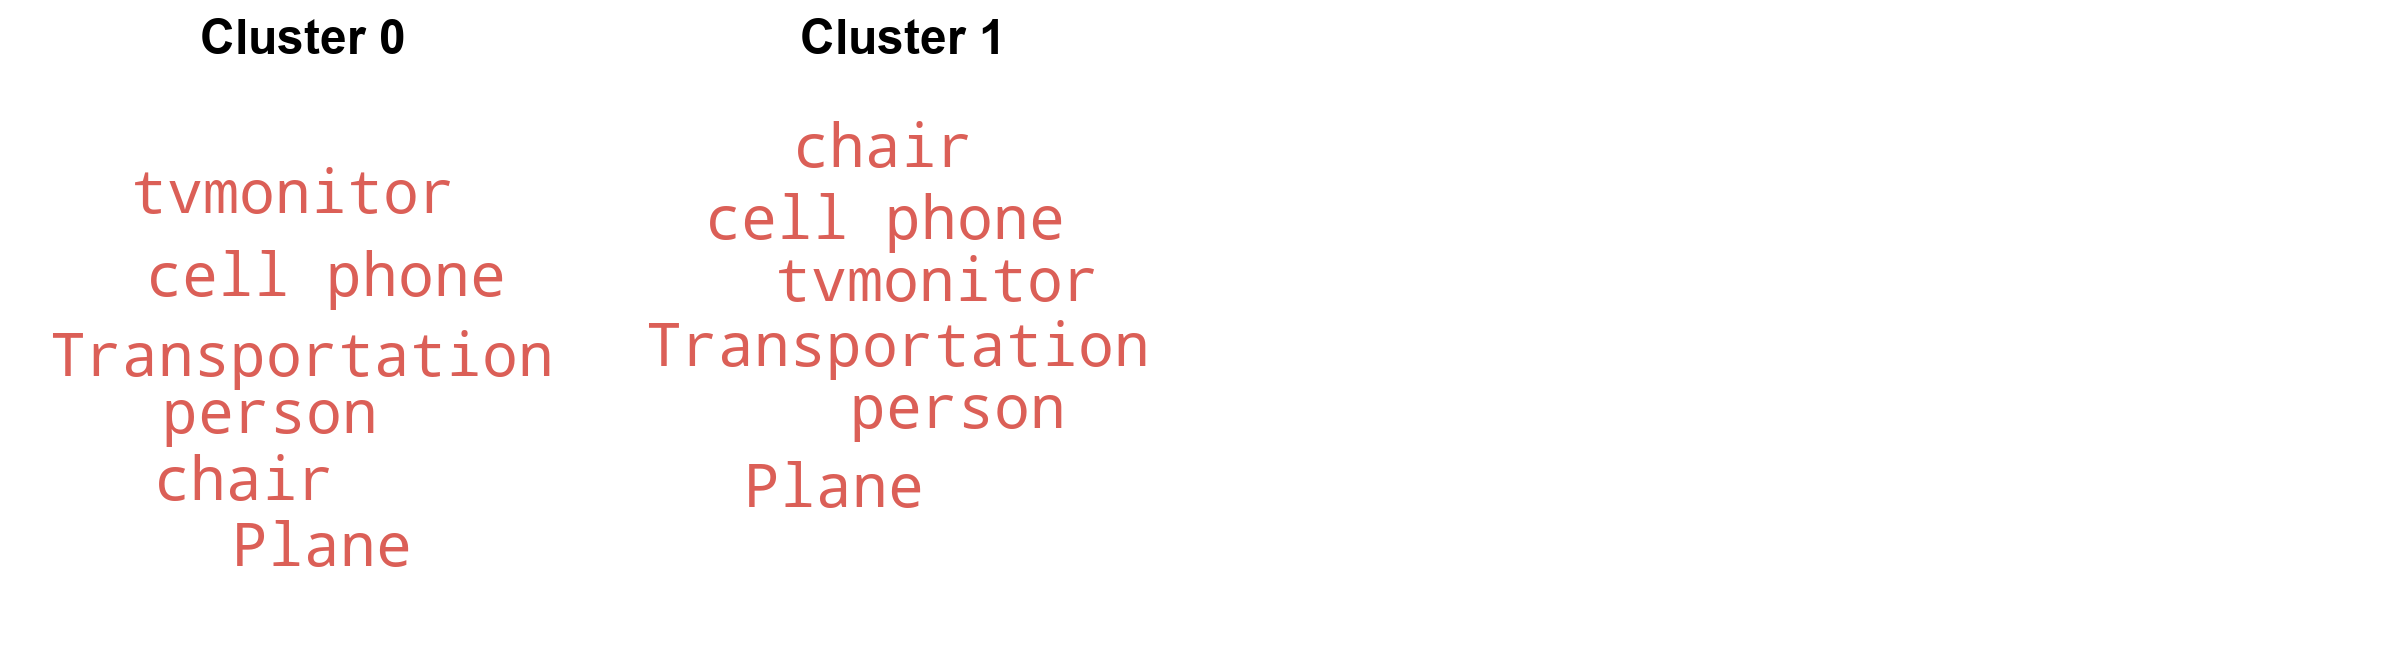 Cluster 0
tvmonitor
cell phone
Transportation
person
chair
Plane
Cluster 1
chair
cell phone
tvmonitor
Transportation
person
Plane